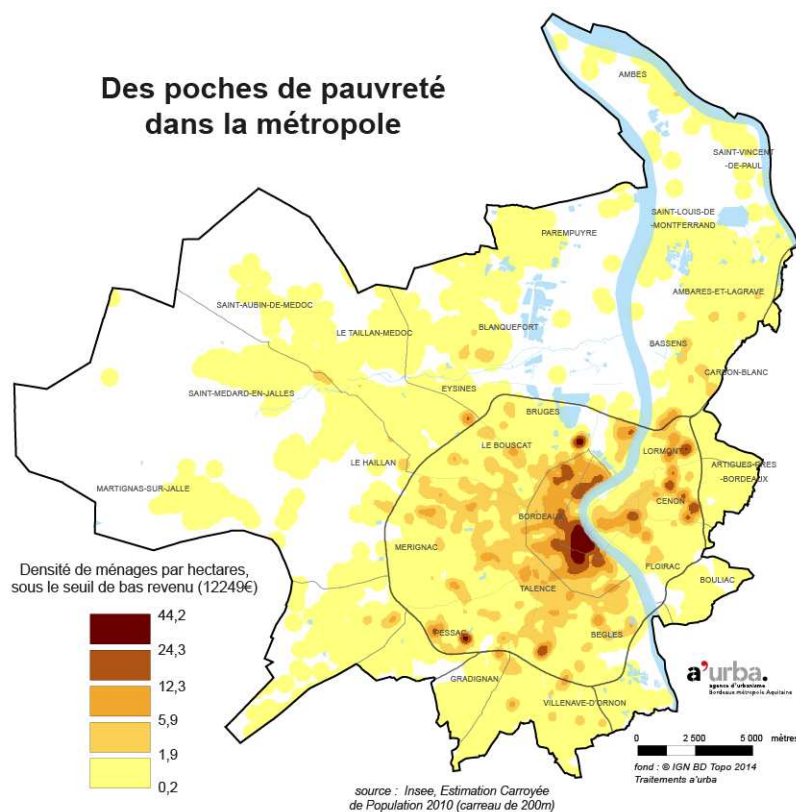 Des poches de pauvreté
dans la métropole
AMBES
SAINT-VINCENT
-DE-PAUL
SAINT-LOUIS-DE
-MONTFERRAND
PAREMPUYRE
AMBARES-ET-LAGRAVE
SAINT-AUBIN-DE-MEDOC
LE TAILLAN-MEDOC
BLANQUEFORT
BASSENS
CARBON-BLANC
EYSINES
SAINT-MEDARD-EN-JALLES
BRUGES
LE BOUSCAT
LORMONT
LE HAILLAN
ARTIGUES-PRES
-BORDEAUX
MARTIGNAS-SUR-JALLE
CENON
BORDEAUX
MERIGNAC
FLOIRAC
BOULIAC
TALENCE
PESSAC
BEGLES
GRADIGNAN
VILLENAVE-D'ORNON
Densité de ménages par hectares,
sous le seuil de bas revenu (12249€)
44,2
24,3
12,3
5,9
1,9
0,2
a'urba.
agence d'urbanisme
Bordeaux métropole Aquitaine
0 2 500 5 000 mètres
fond : © IGN BD Topo 2014
Traitements a'urba
source : Insee, Estimation Carroyée
de Population 2010 (carreau de 200m)